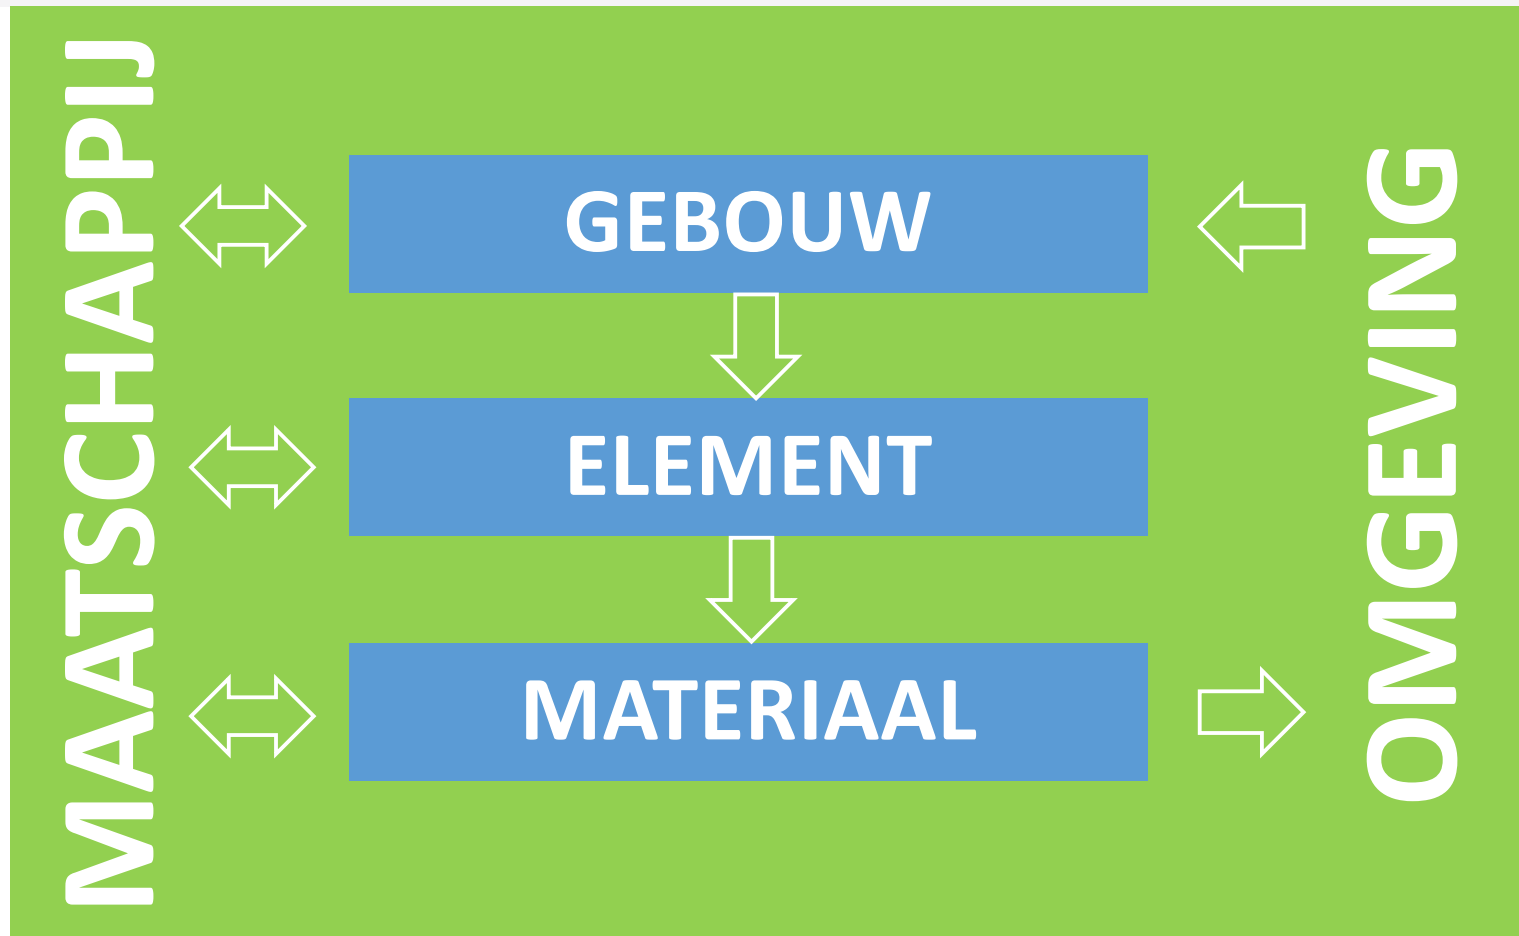 MAATSCHAPPIJ
GEBOUW
ELEMENT
MATERIAAL
OMGEVING